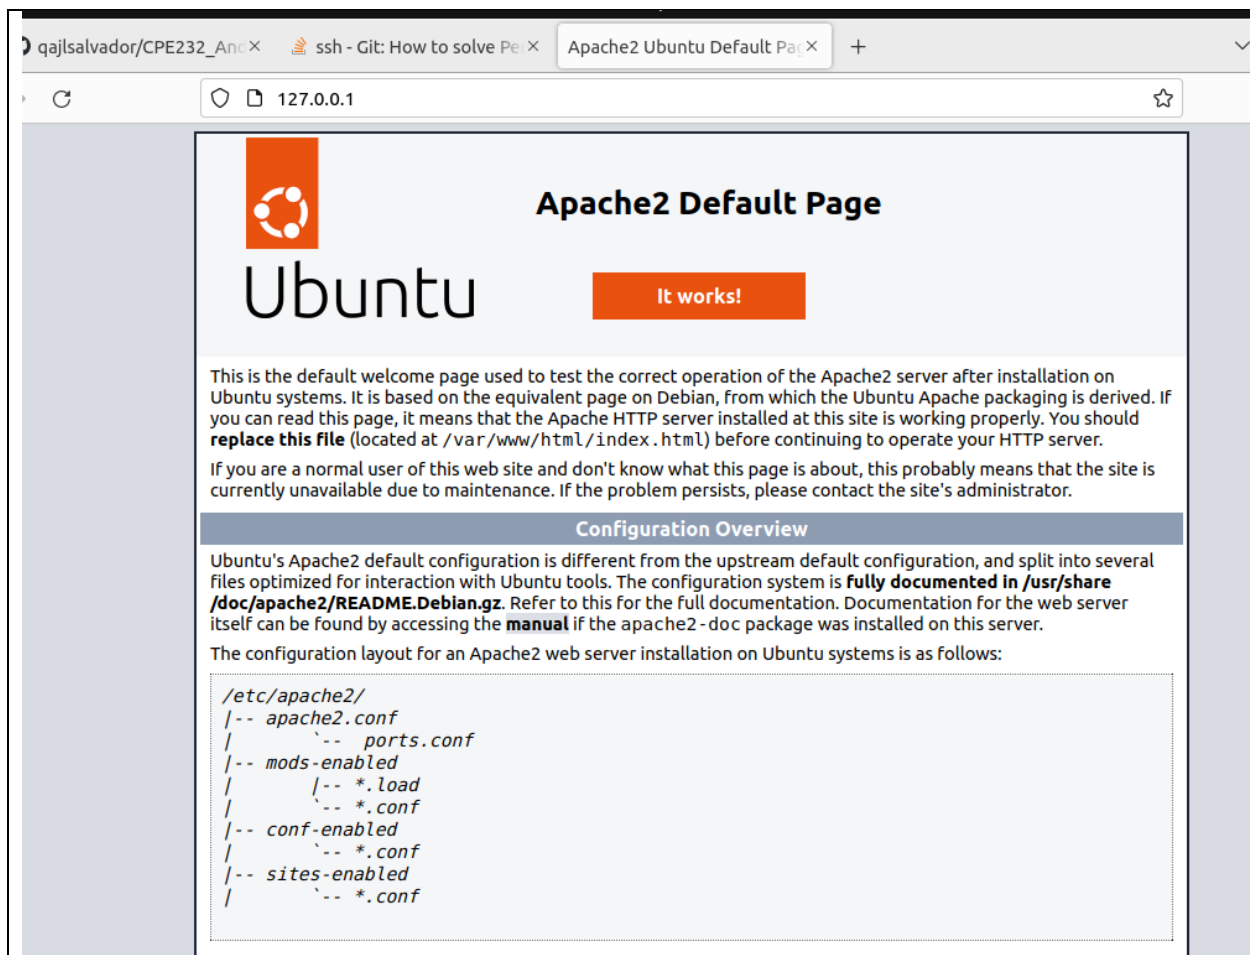 qajlsalvador/CPE232_And
ssh - Git: How to solve Per
Apache2 Ubuntu Default Pag
127.0.0.1
Ubuntu
Apache2 Default Page
It works!
This is the default welcome page used to test the correct operation of the Apache2 server after installation on
Ubuntu systems. It is based on the equivalent page on Debian, from which the Ubuntu Apache packaging is derived. If
you can read this page, it means that the Apache HTTP server installed at this site is working properly. You should
replace this file (located at /var/www/html/index.html) before continuing to operate your HTTP server.
If you are a normal user of this web site and don't know what this page is about, this probably means that the site is
currently unavailable due to maintenance. If the problem persists, please contact the site's administrator.
Configuration Overview
Ubuntu's Apache2 default configuration is different from the upstream default configuration, and split into several
files optimized for interaction with Ubuntu tools. The configuration system is fully documented in /usr/share
/doc/apache2/README.Debian.gz. Refer to this for the full documentation. Documentation for the web server
itself can be found by accessing the manual if the apache2-doc package was installed on this server.
The configuration layout for an Apache2 web server installation on Ubuntu systems is as follows:
/etc/apache2/
|-- apache2.conf
|       `--  ports.conf
|-- mods-enabled
|       |-- *.load
|       `-- *.conf
|-- conf-enabled
|       `-- *.conf
|-- sites-enabled
|       `-- *.conf